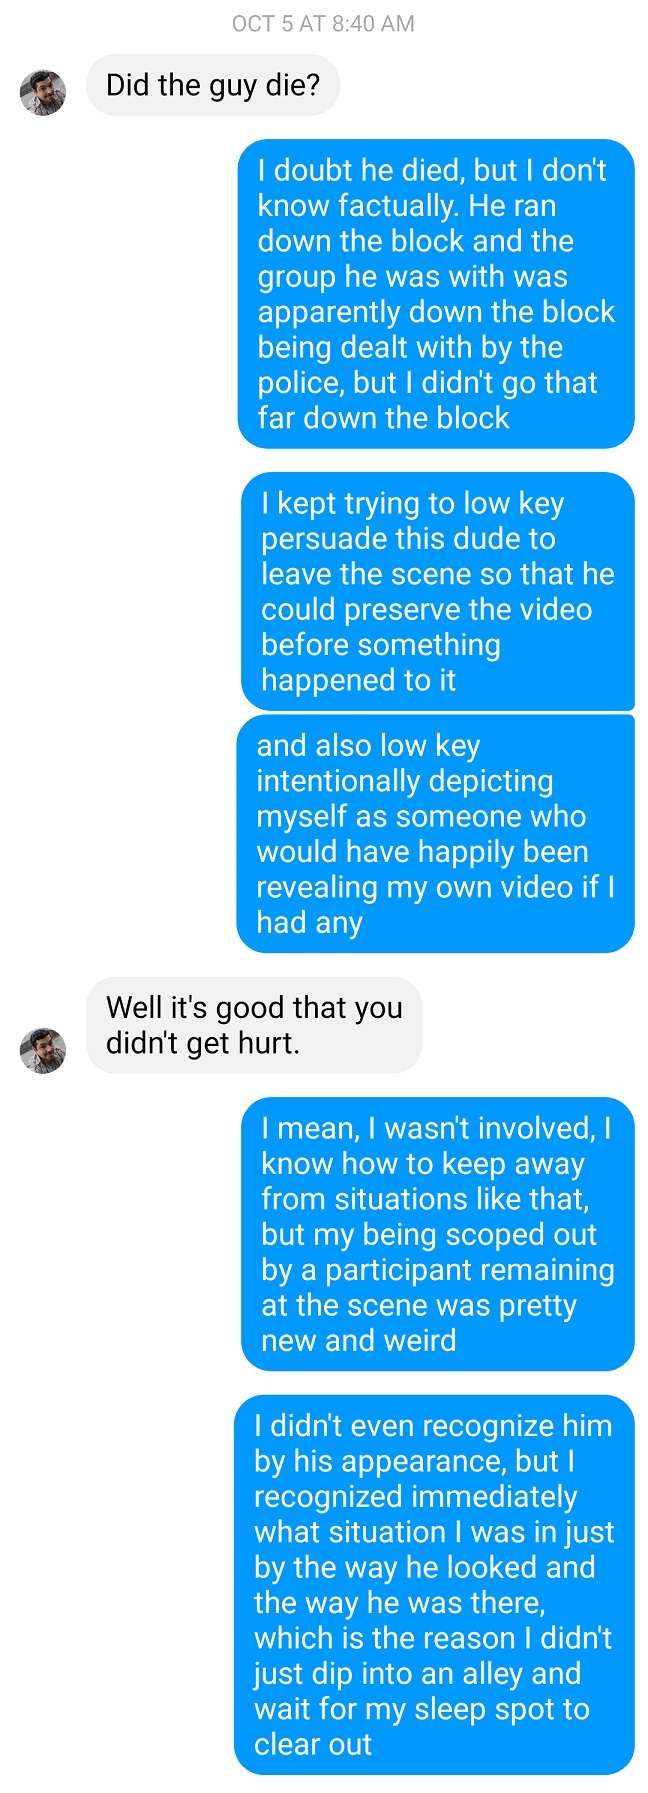 OCT 5 AT 8:40 AM
Did the guy die?
I doubt he died, but I don't
know factually. He ran
down the block and the
group he was with was
apparently down the block
being dealt with by the
police, but I didn't go that
far down the block
I kept trying to low key
persuade this dude to
leave the scene so that he
could preserve the video
before something
happened to it
and also low key
intentionally depicting
myself as someone who
would have happily been
revealing my own video if I
had any
Well it's good that you
didn't get hurt.
I mean, I wasn't involved, I
know how to keep away
from situations like that,
but my being scoped out
by a participant remaining
at the scene was pretty
new and weird
I didn't even recognize him
by his appearance, but I
recognized immediately
what situation I was in just
by the way he looked and
the way he was there,
which is the reason I didn't
just dip into an alley and
wait for my sleep spot to
clear out